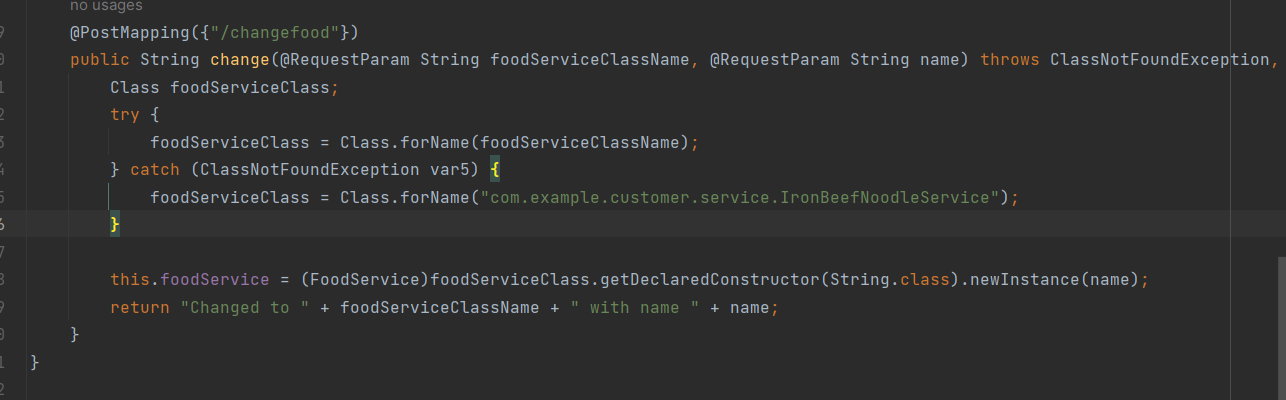 no usages
@PostMapping({"/changefood"})
public String change(@RequestParam String foodServiceClassName, @RequestParam String name) throws ClassNotFoundException,
Class foodServiceClass;
try {
foodServiceClass = Class.forName(foodServiceClassName);
} catch (ClassNotFoundException var5) {
foodServiceClass = Class.forName("com.example.customer.service.IronBeefNoodleService");
}
this.foodService = (FoodService)foodServiceClass.getDeclaredConstructor(String.class).newInstance(name);
return "Changed to " + foodServiceClassName + " with name " + name;
}
}